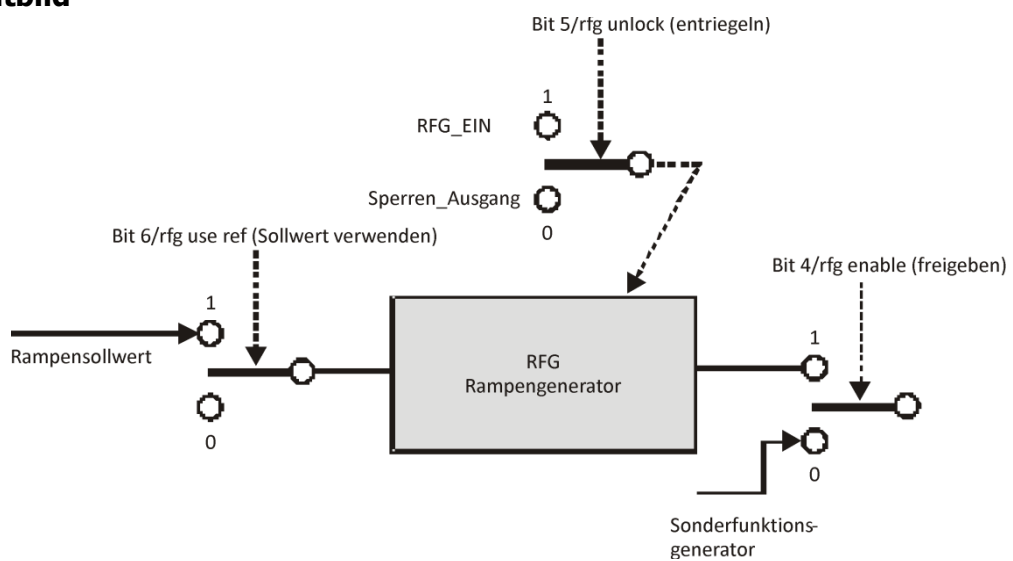 Bit 5/rfg unlock (entriegeln)
1
RFG_EIN
Sperren_Ausgang
0
Bit 6/rfg use ref (Sollwert verwenden)
Bit 4/rfg enable (freigeben)
1
Rampensollwert
0
RFG
Rampengenerator
1
0
Sonderfunktions-
generator